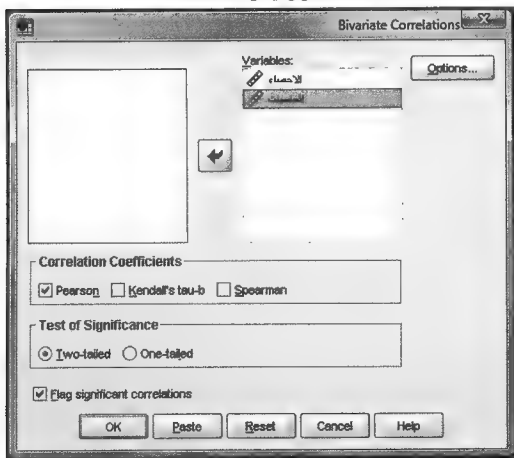 Bivariate Correlations
Variables:
الاحصاء
Options...
Correlation Coefficients
Pearson Kendall's tau-b Spearman
Test of Significance
Two-tailed One-tailed
Flag significant correlations
OK Paste Reset Cancel Help